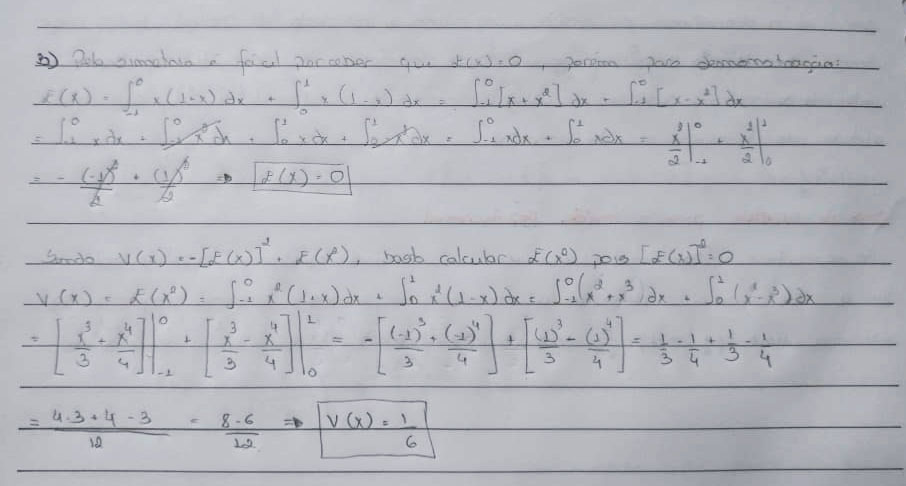 b) Pela simetria é fácil perceber que E(x)=0, porém para demonstração:
E(x) = ∫₋₁⁰ x(1+x)dx + ∫₀¹ x(1-x)dx = ∫₋₁⁰ [x+x²]dx + ∫₋₁⁰ [x-x²]dx
= ∫₋₁⁰ x dx + ∫₋₁⁰ x² dx + ∫₀¹ x dx + ∫₀¹ x² dx = ∫₋₁⁰ x dx + ∫₀¹ x dx = x²/2 |₋₁⁰ + x²/2 |₀¹
= - (-1)²/2 + (1)²/2 ⇒ E(x) = 0
Sendo V(x) = -[E(x)]² + E(x²), basta calcular E(x²) pois [E(x)]² = 0
V(x) = E(x²) = ∫₋₁⁰ x²(1+x)dx + ∫₀¹ x²(1-x)dx = ∫₋₁⁰ (x²+x³)dx + ∫₀¹ (x²-x³)dx
= [x³/3 + x⁴/4] |₋₁⁰ + [x³/3 - x⁴/4] |₀¹ = - [(-1)³/3 + (-1)⁴/4] + [(1)³/3 - (1)⁴/4] = 1/3 - 1/4 + 1/3 - 1/4
= 4-3+4-3/12 = 8-6/12 ⇒ V(x) = 1/6